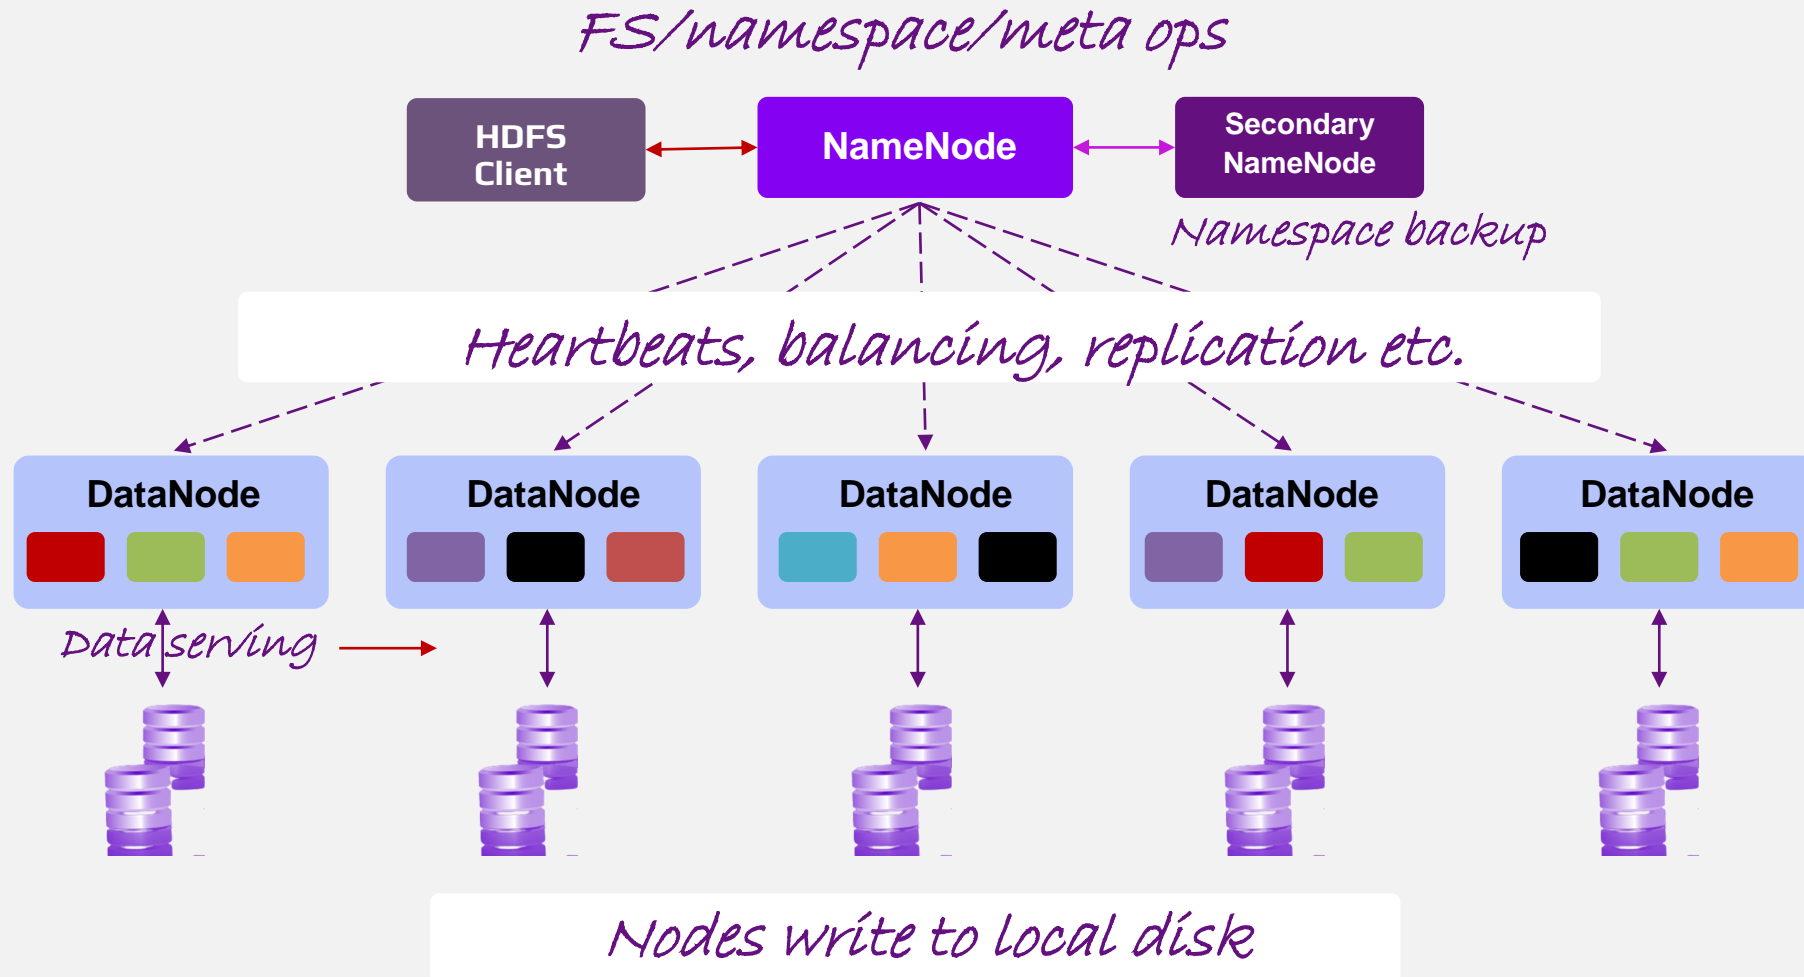 FS/namespace/meta ops
HDFS
Client
NameNode
Secondary
NameNode
Namespace backup
Heartbeats, balancing, replication etc.
DataNode
DataNode
DataNode
DataNode
DataNode
Data serving
Nodes write to local disk